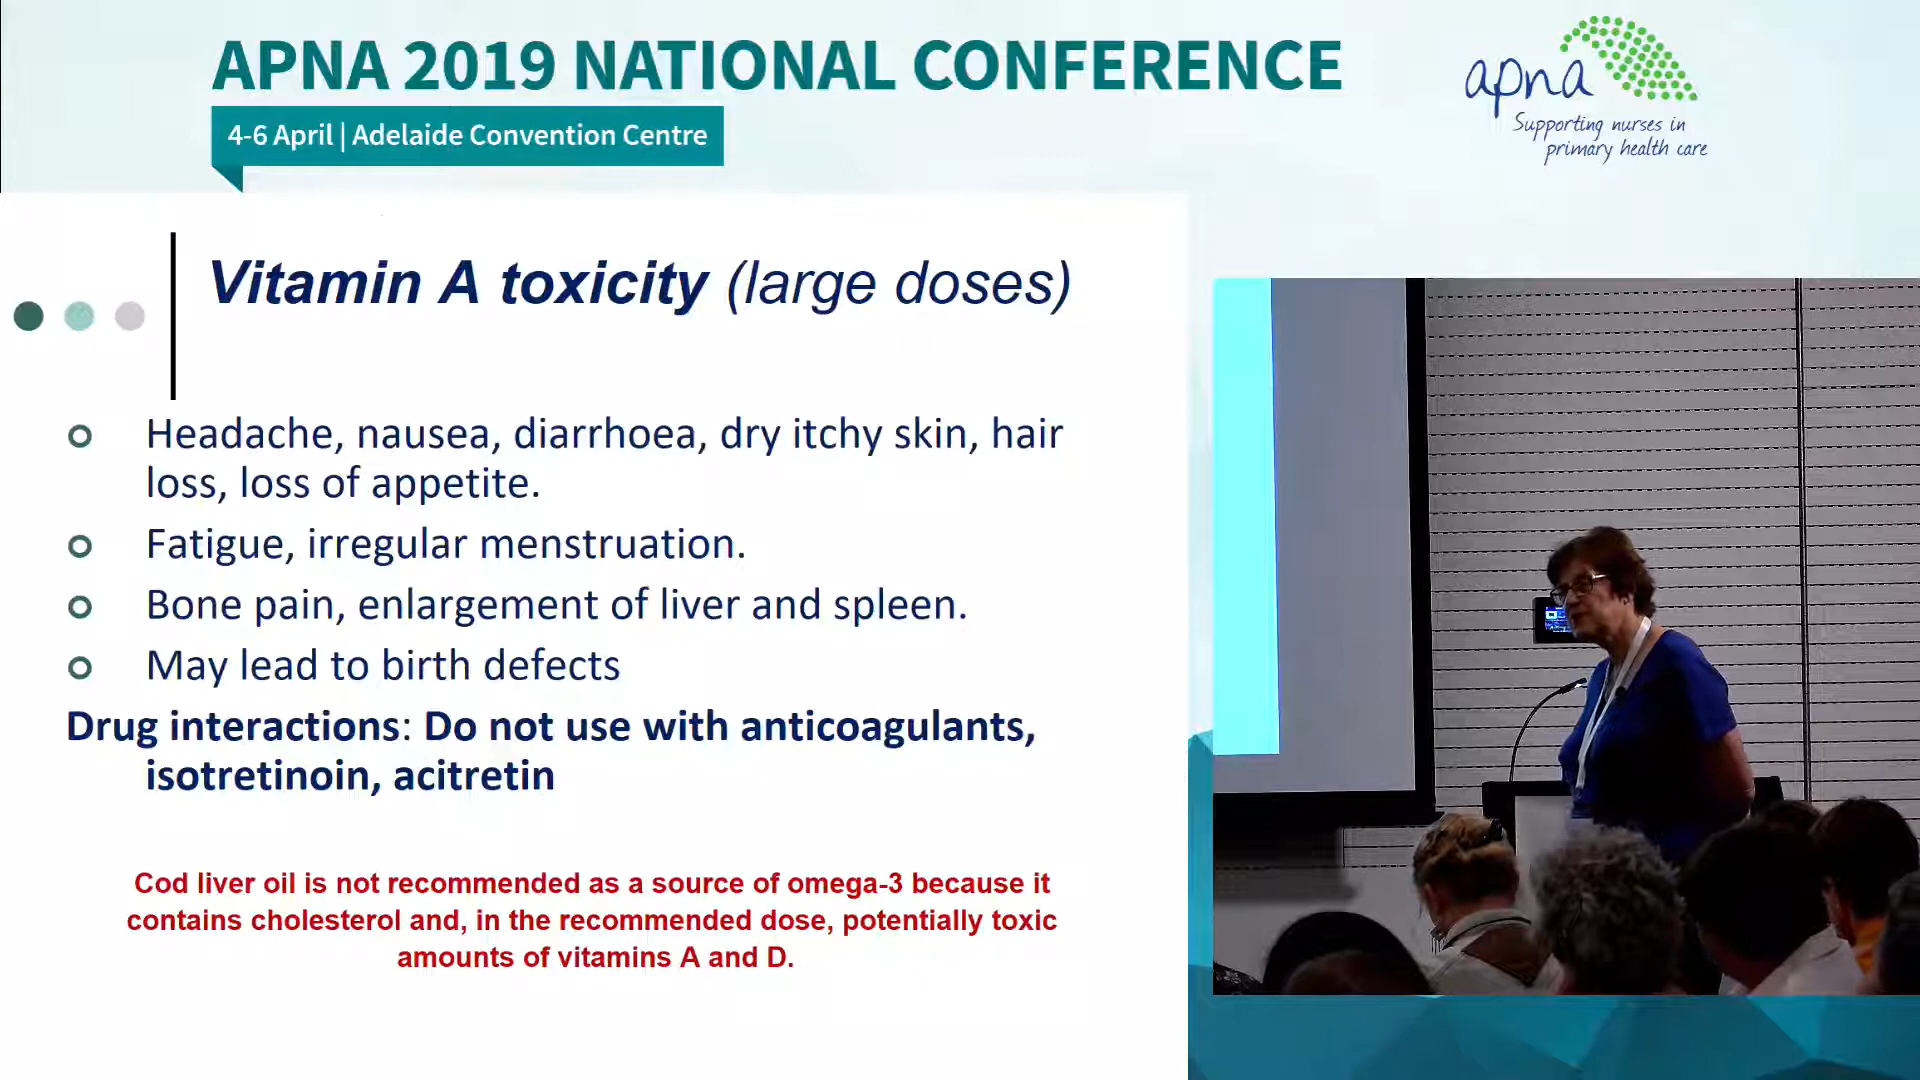 APNA 2019 NATIONAL CONFERENCE
4-6 April | Adelaide Convention Centre
apna
Supporting nurses in
primary health care
Vitamin A toxicity (large doses)
Headache, nausea, diarrhoea, dry itchy skin, hair
loss, loss of appetite.
Fatigue, irregular menstruation.
Bone pain, enlargement of liver and spleen.
May lead to birth defects
Drug interactions: Do not use with anticoagulants,
isotretinoin, acitretin
Cod liver oil is not recommended as a source of omega-3 because it
contains cholesterol and, in the recommended dose, potentially toxic
amounts of vitamins A and D.